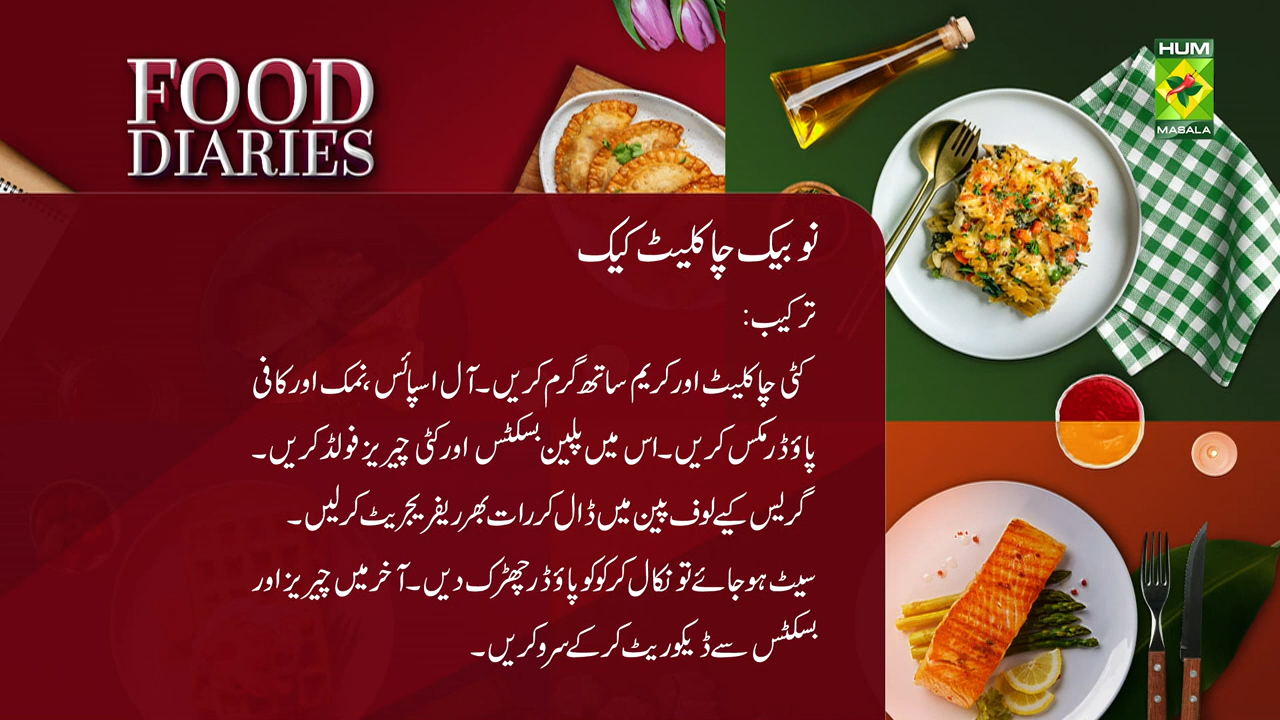 FOOD
DIARIES
HUM
MASALA
نو بیک چاکلیٹ کیک
ترکیب:
کٹی چاکلیٹ اور کریم ساتھ گرم کریں۔آل اسپائس ،نمک اور کافی
پاؤڈر مکس کریں۔اس میں پلین بسکٹس اور کٹی چیریز فولڈ کریں۔
گریس کیے لوف پین میں ڈال کر رات بھر ریفریجریٹ کر لیں۔
سیٹ ہوجائے تو نکال کر کوکو پاؤڈر چھڑک دیں۔آخر میں چیریز اور
بسکٹس سے ڈیکوریٹ کر کے سرو کریں۔